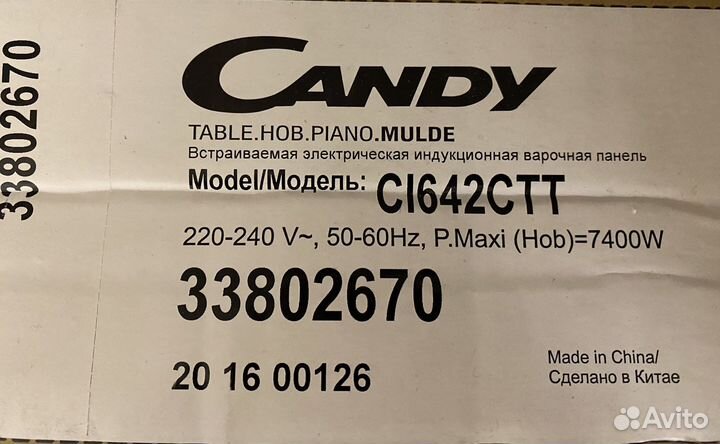 33802670
CANDY
TABLE.HOB.PIANO.MULDE
Встраиваемая электрическая индукционная варочная панель
Model/Модель: CI642CTT
220-240 V~, 50-60Hz, P.Maxi (Hob)=7400W
33802670
20 16 00126
Made in China/
Сделано в Китае
Avito